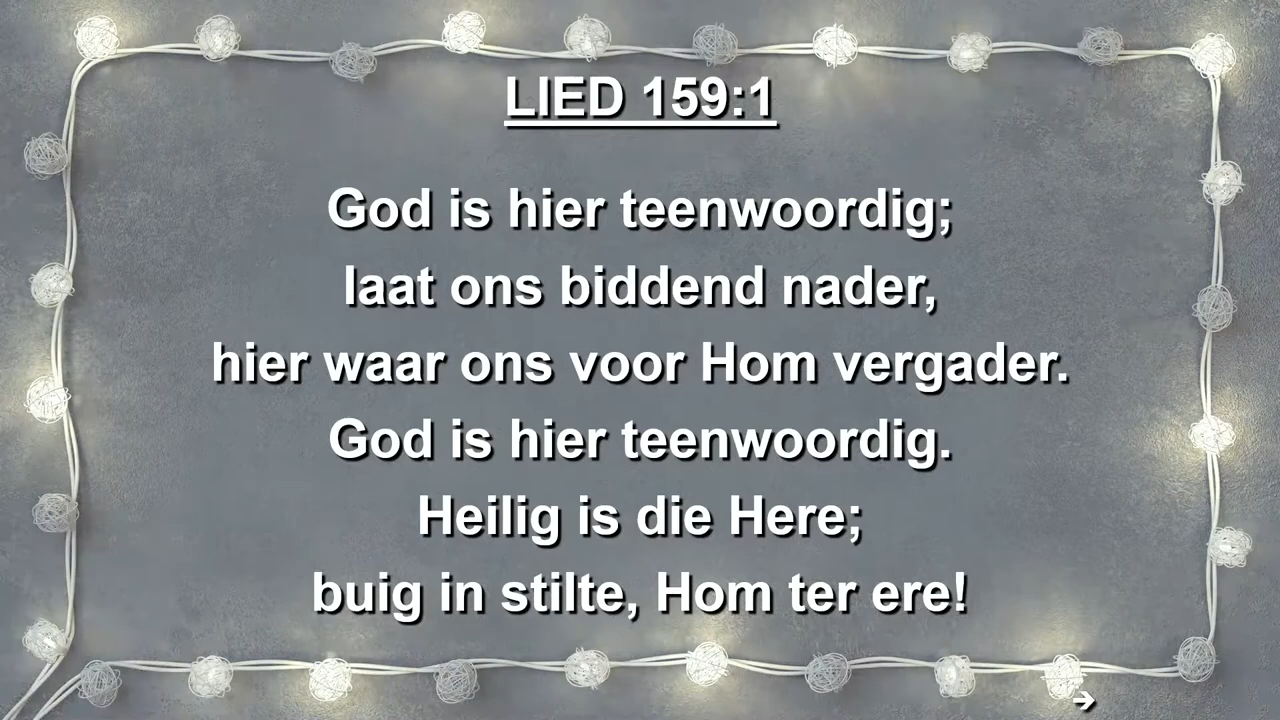 LIED 159:1
God is hier teenwoordig;
laat ons biddend nader,
hier waar ons voor Hom vergader.
God is hier teenwoordig.
Heilig is die Here;
buig in stilte, Hom ter ere!